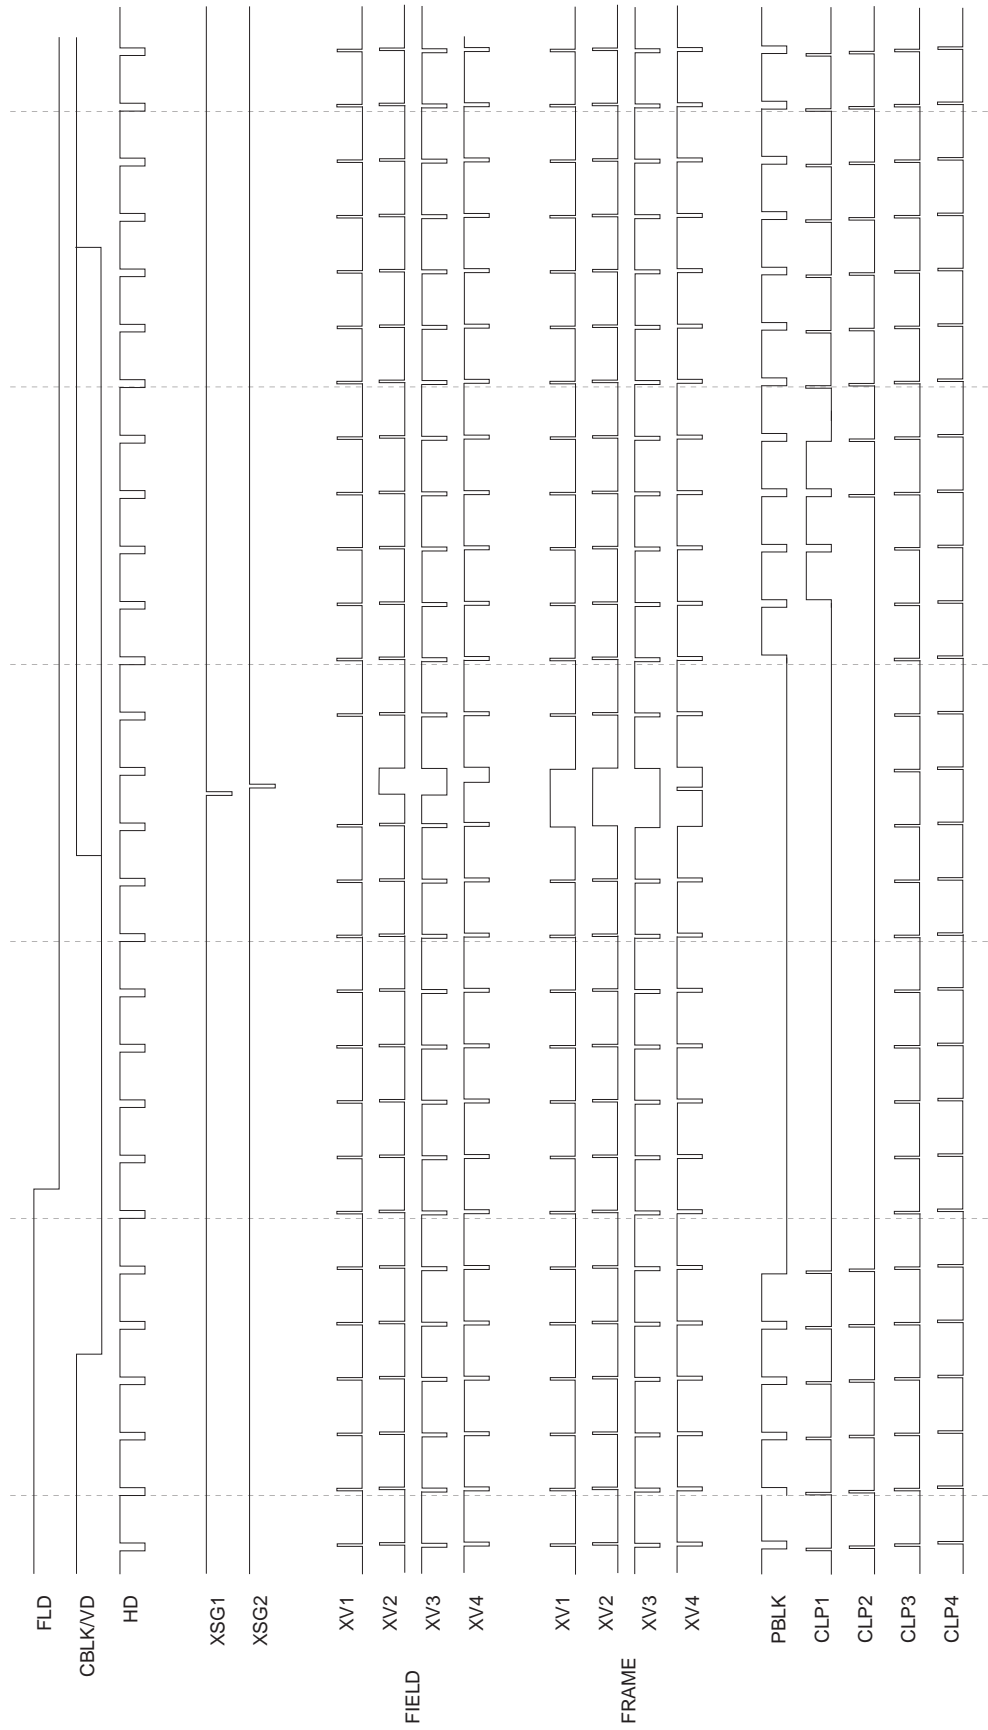 FLD
CBLK/VD
HD
XSG1
XSG2
XV1
XV2
XV3
XV4
FIELD
XV1
XV2
XV3
XV4
FRAME
PBLK
CLP1
CLP2
CLP3
CLP4